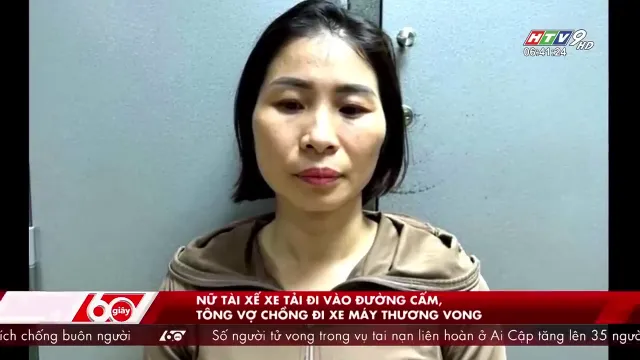 HTV9 HD
06:41:24
NỮ TÀI XẾ XE TẢI ĐI VÀO ĐƯỜNG CẤM,
TÔNG VỢ CHỒNG ĐI XE MÁY THƯƠNG VONG
60 giây
ích chống buôn người Số người tử vong trong vụ tai nạn liên hoàn ở Ai Cập tăng lên 35 người